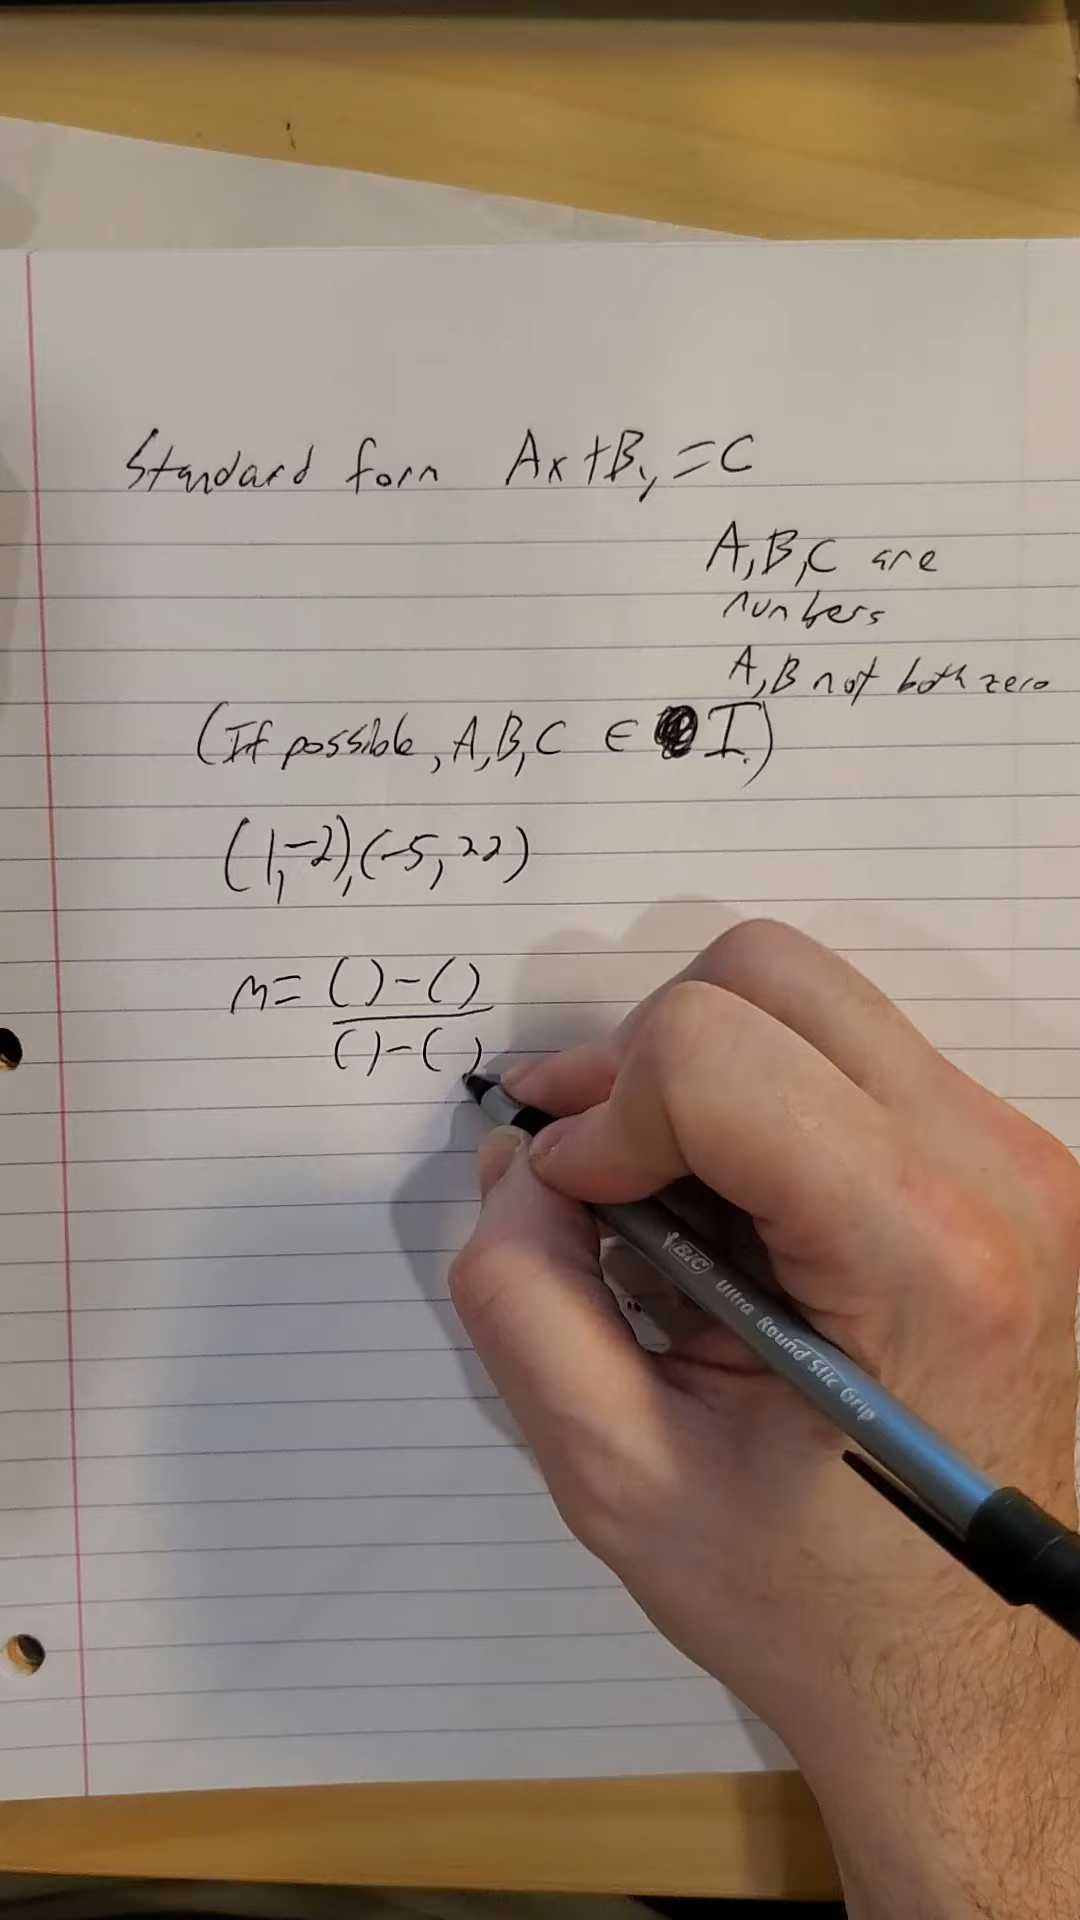 Standard form Ax+By=C
A,B,C are
numbers
A,B not both zero
(If possible, A,B,C ∈ I.)
(1,-2),(-5,22)
m= ()-()
()-()
BIC Ultra Round Stic Grip